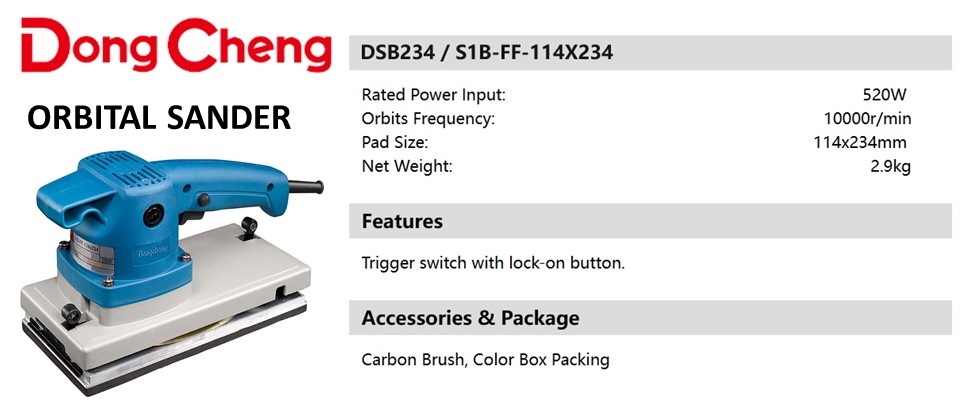 Dong Cheng
ORBITAL SANDER
Dongcheng
DSB234 / S1B-FF-114X234
Rated Power Input: 520W
Orbits Frequency: 10000r/min
Pad Size: 114x234mm
Net Weight: 2.9kg
Features
Trigger switch with lock-on button.
Accessories & Package
Carbon Brush, Color Box Packing